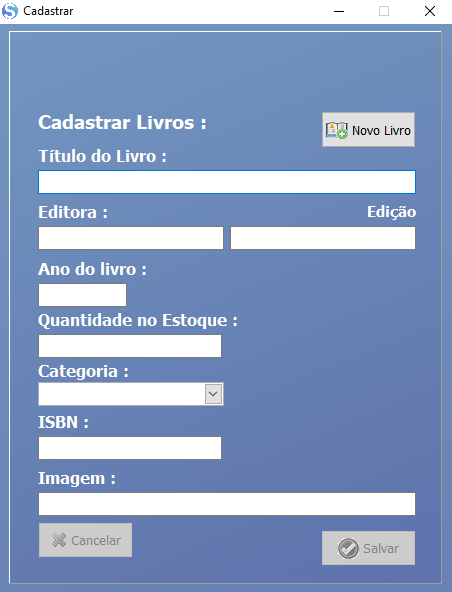 Cadastrar
Cadastrar Livros :
Novo Livro
Título do Livro :
Editora :
Edição
Ano do livro :
Quantidade no Estoque :
Categoria :
ISBN :
Imagem :
Cancelar
Salvar